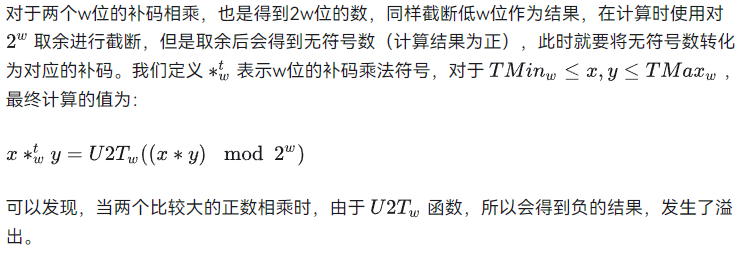 对于两个w位的补码相乘，也是得到2w位的数，同样截断低w位作为结果，在计算时使用对
$2^w$ 取余进行截断，但是取余后会得到无符号数（计算结果为正），此时就要将无符号数转化
为对应的补码。我们定义 $*_w^t$ 表示w位的补码乘法符号，对于 $TMin_w \leq x, y \leq TMax_w$ ，
最终计算的值为：
$x *_w^t y = U2T_w((x * y) \mod 2^w)$
可以发现，当两个比较大的正数相乘时，由于 $U2T_w$ 函数，所以会得到负的结果，发生了溢
出。